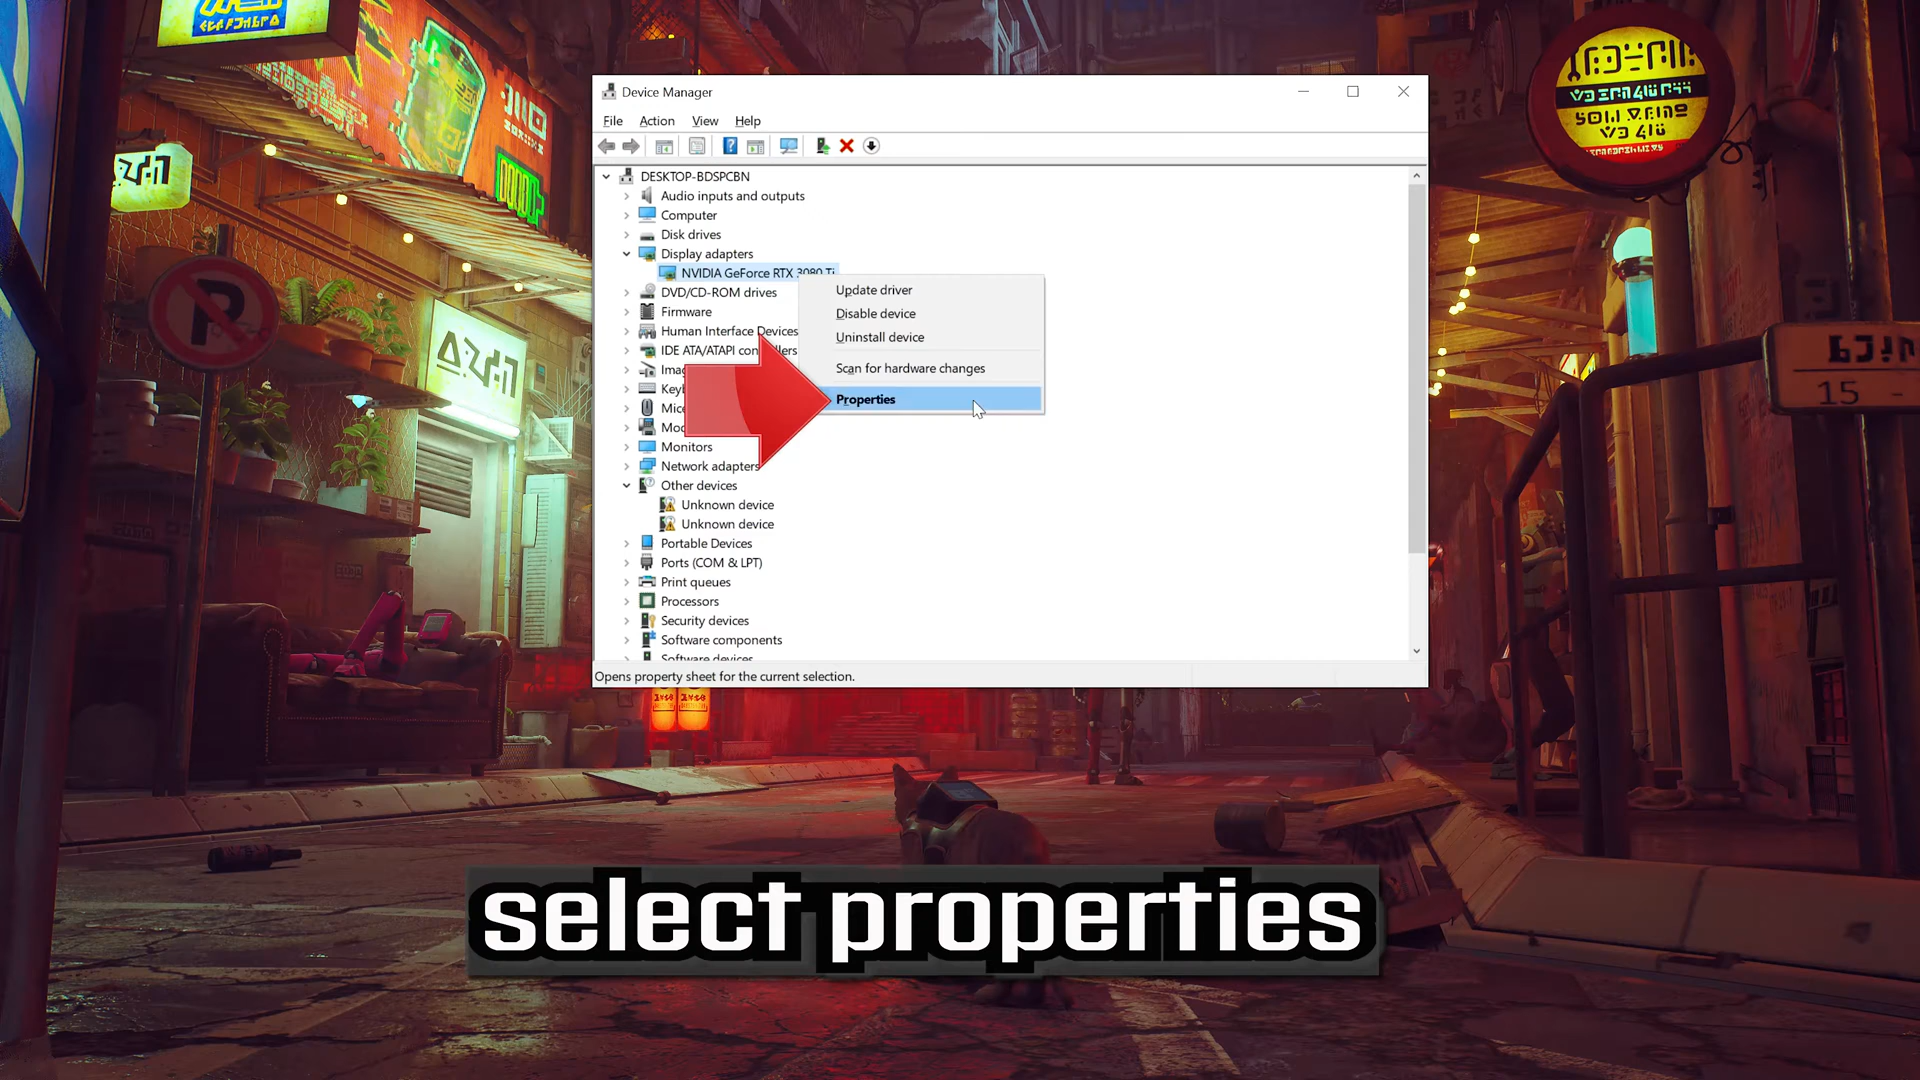 Device Manager
File Action View Help
DESKTOP-BDSPCBN
Audio inputs and outputs
Computer
Disk drives
Display adapters
NVIDIA GeForce RTX 3080 Ti
DVD/CD-ROM drives
Firmware
Human Interface Devices
IDE ATA/ATAPI
Monitors
Network adapters
Other devices
Unknown device
Unknown device
Portable Devices
Ports (COM & LPT)
Print queues
Processors
Security devices
Software components
Software devices
Update driver
Disable device
Uninstall device
Scan for hardware changes
Properties
Opens property sheet for the current selection.
15 -
select properties